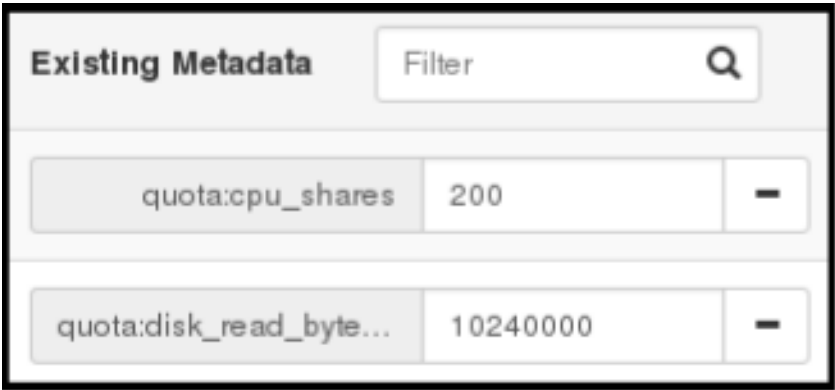 Existing Metadata Filter
quota:cpu_shares 200
quota:disk_read_byte... 10240000